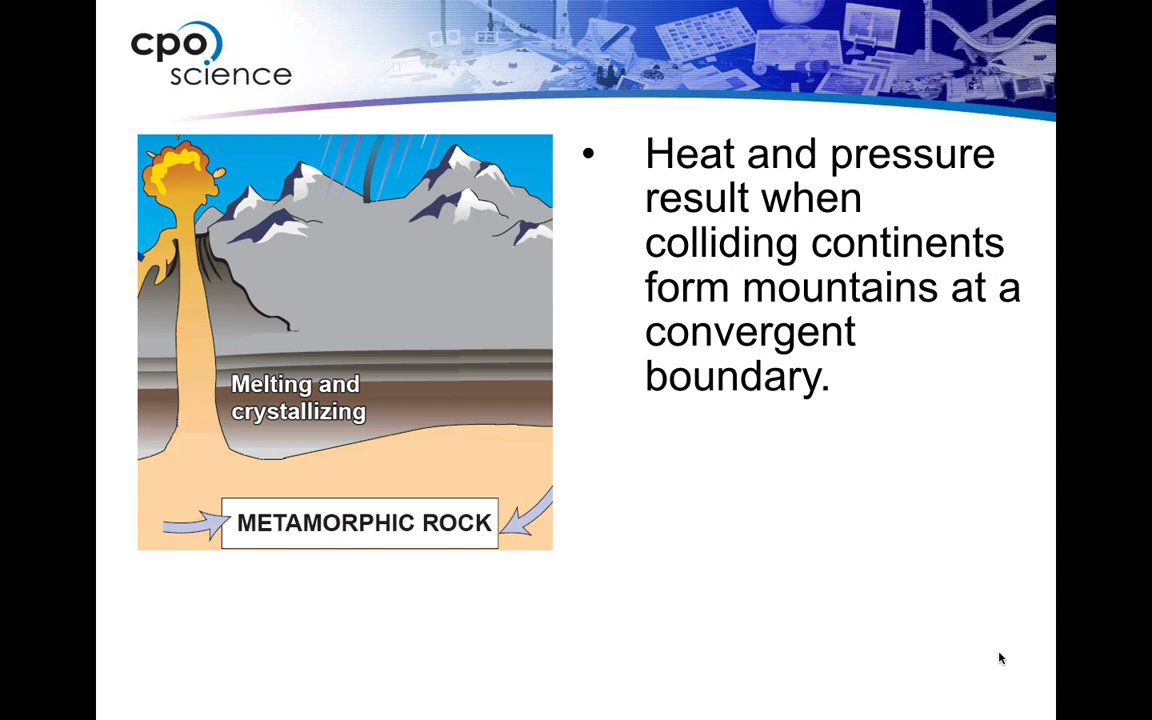 cpo
science
• Heat and pressure
result when
colliding continents
form mountains at a
convergent
boundary.
Melting and
crystallizing
METAMORPHIC ROCK